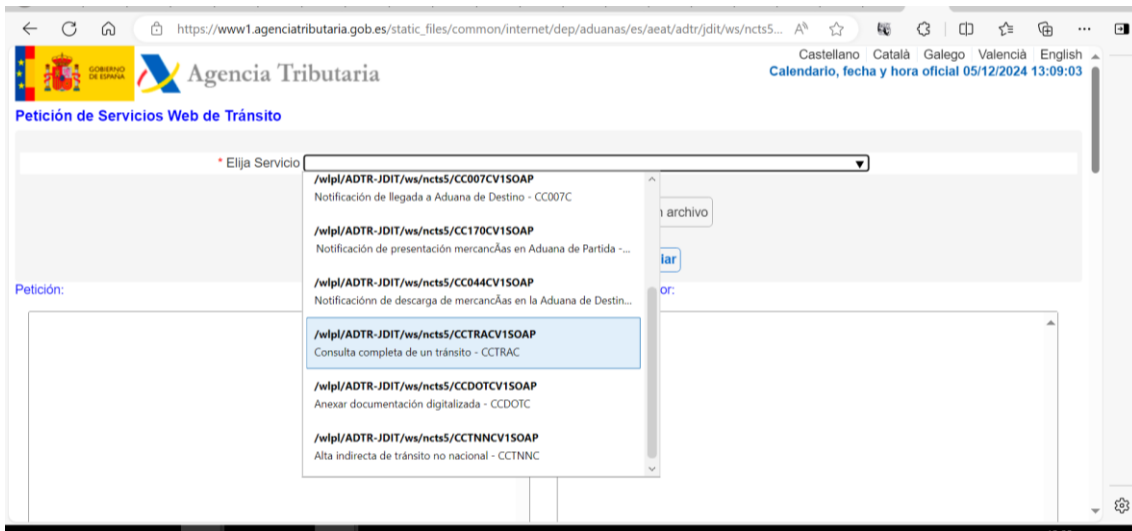 https://www1.agenciatributaria.gob.es/static_files/common/internet/dep/aduanas/es/aeat/adtr/jdit/ws/ncts5...
Castellano Català Galego Valencià English
GOBIERNO
DE ESPAÑA
Agencia Tributaria
Calendario, fecha y hora oficial 05/12/2024 13:09:03
Petición de Servicios Web de Tránsito
* Elija Servicio
/wlpl/ADTR-JDIT/ws/ncts5/CC007CV1SOAP
Notificación de llegada a Aduana de Destino - CC007C
archivo
/wlpl/ADTR-JDIT/ws/ncts5/CC170CV1SOAP
Notificación de presentación mercancÃas en Aduana de Partida -...
iar
/wlpl/ADTR-JDIT/ws/ncts5/CC044CV1SOAP
Notificaciónn de descarga de mercancÃas en la Aduana de Destin...
Petición:
or:
/wlpl/ADTR-JDIT/ws/ncts5/CCTRACV1SOAP
Consulta completa de un tránsito - CCTRAC
/wlpl/ADTR-JDIT/ws/ncts5/CCDOTCV1SOAP
Anexar documentación digitalizada - CCDOTC
/wlpl/ADTR-JDIT/ws/ncts5/CCTNNCV1SOAP
Alta indirecta de tránsito no nacional - CCTNNC